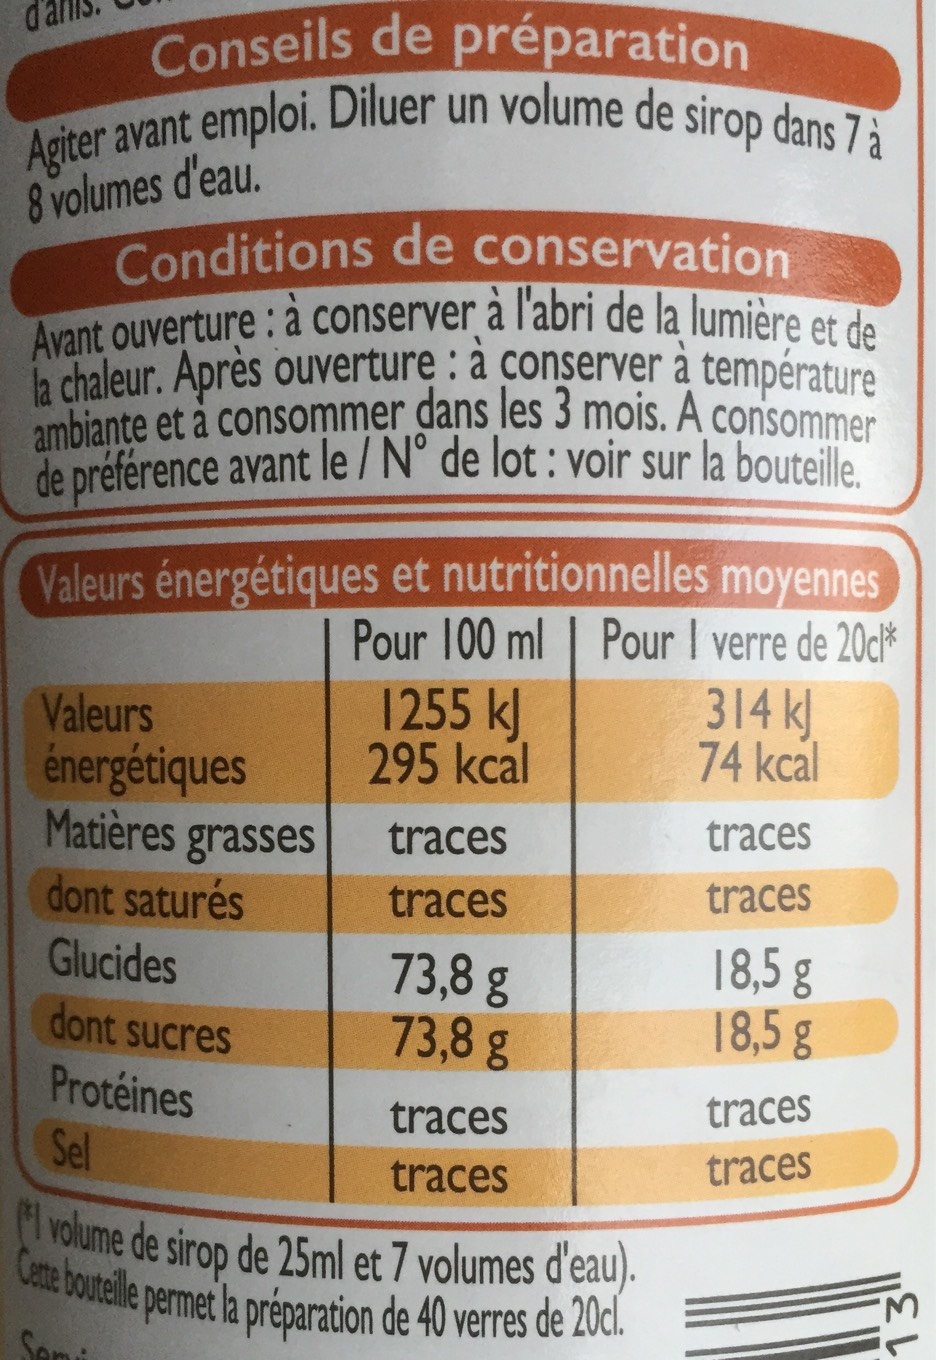 d'anis.
Conseils de préparation
Agiter avant emploi. Diluer un volume de sirop dans 7 à
8 volumes d'eau.
Conditions de conservation
Avant ouverture : à conserver à l'abri de la lumière et de
la chaleur. Après ouverture : à conserver à température
ambiante et à consommer dans les 3 mois. A consommer
de préférence avant le / N° de lot : voir sur la bouteille.
Valeurs énergétiques et nutritionnelles moyennes
Pour 100 ml Pour 1 verre de 20cl*
Valeurs 1255 kJ 314 kJ
énergétiques 295 kcal 74 kcal
Matières grasses traces traces
dont saturés traces traces
Glucides 73,8 g 18,5 g
dont sucres 73,8 g 18,5 g
Protéines traces traces
Sel traces traces
(*1 volume de sirop de 25ml et 7 volumes d'eau).
Cette bouteille permet la préparation de 40 verres de 20cl.
13